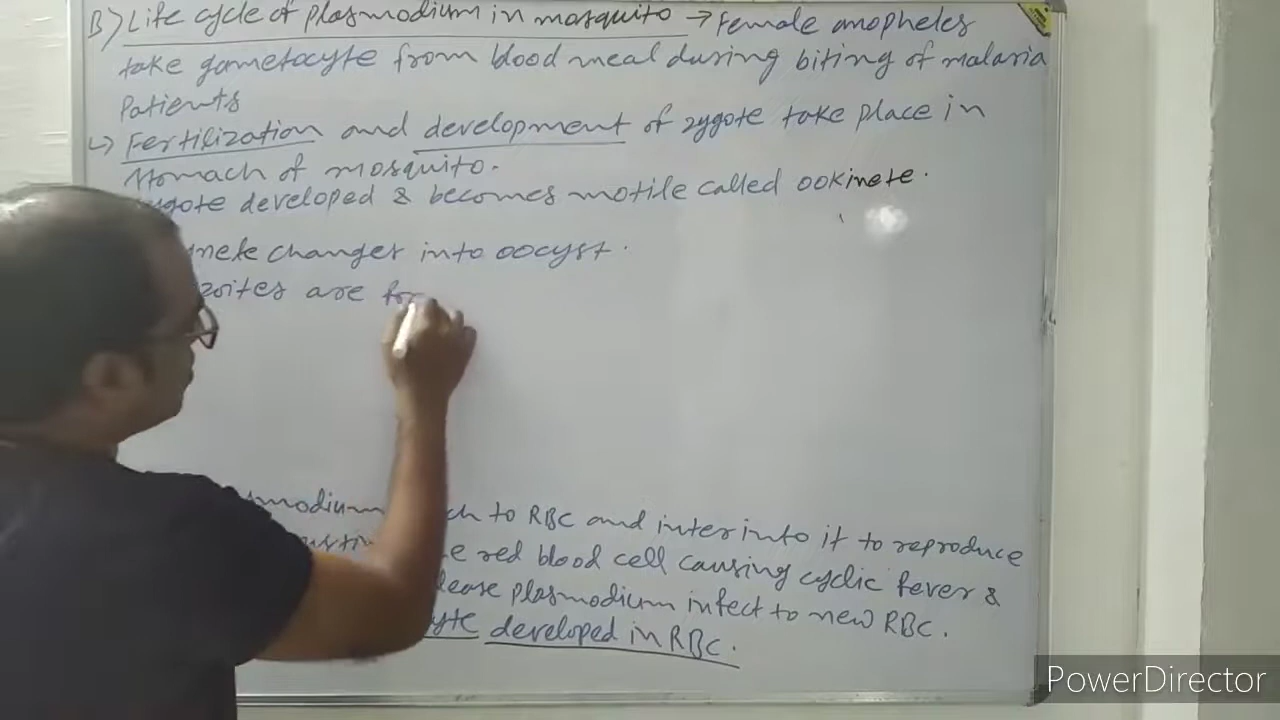 B) Life cycle of plasmodium in mosquito → Female anopheles
take gametocyte from blood meal during biting of malaria
Patients
↳ Fertilization and development of zygote take place in
stomach of mosquito.
developed & becomes motile called ookinete.
changes into oocyst.
are
to RBC and inter into it to reproduce
red blood cell causing cyclic fever &
plasmodium infect to new RBC.
developed in RBC.
PowerDirector